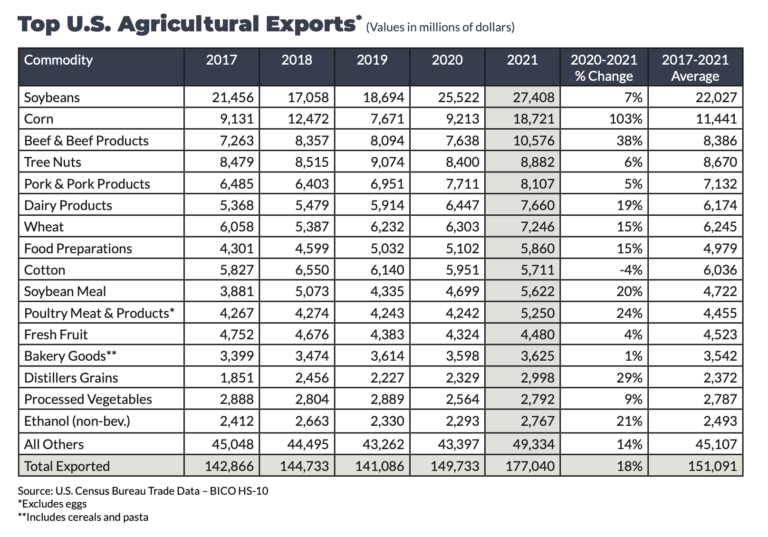 Top U.S. Agricultural Exports* (Values in millions of dollars)
Commodity 2017 2018 2019 2020 2021 2020-2021 % Change 2017-2021 Average
Soybeans 21,456 17,058 18,694 25,522 27,408 7% 22,027
Corn 9,131 12,472 7,671 9,213 18,721 103% 11,441
Beef & Beef Products 7,263 8,357 8,094 7,638 10,576 38% 8,386
Tree Nuts 8,479 8,515 9,074 8,400 8,882 6% 8,670
Pork & Pork Products 6,485 6,403 6,951 7,711 8,107 5% 7,132
Dairy Products 5,368 5,479 5,914 6,447 7,660 19% 6,174
Wheat 6,058 5,387 6,232 6,303 7,246 15% 6,245
Food Preparations 4,301 4,599 5,032 5,102 5,860 15% 4,979
Cotton 5,827 6,550 6,140 5,951 5,711 -4% 6,036
Soybean Meal 3,881 5,073 4,335 4,699 5,622 20% 4,722
Poultry Meat & Products* 4,267 4,274 4,243 4,242 5,250 24% 4,455
Fresh Fruit 4,752 4,676 4,383 4,324 4,480 4% 4,523
Bakery Goods** 3,399 3,474 3,614 3,598 3,625 1% 3,542
Distillers Grains 1,851 2,456 2,227 2,329 2,998 29% 2,372
Processed Vegetables 2,888 2,804 2,889 2,564 2,792 9% 2,787
Ethanol (non-bev.) 2,412 2,663 2,330 2,293 2,767 21% 2,493
All Others 45,048 44,495 43,262 43,397 49,334 14% 45,107
Total Exported 142,866 144,733 141,086 149,733 177,040 18% 151,091
Source: U.S. Census Bureau Trade Data – BICO HS-10
*Excludes eggs
**Includes cereals and pasta